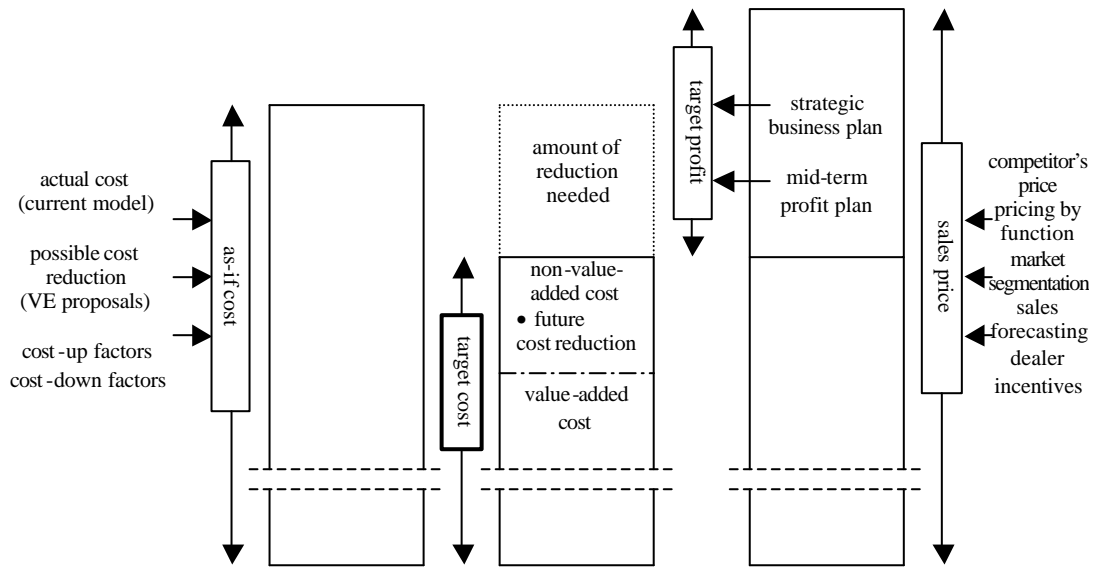 actual cost
(current model)
possible cost
reduction
(VE proposals)
cost-up factors
cost-down factors
as-if cost
target cost
amount of
reduction
needed
non-value-
added cost
• future
cost reduction
value-added
cost
target profit
strategic
business plan
mid-term
profit plan
sales price
competitor's
price
pricing by
function
market
segmentation
sales
forecasting
dealer
incentives